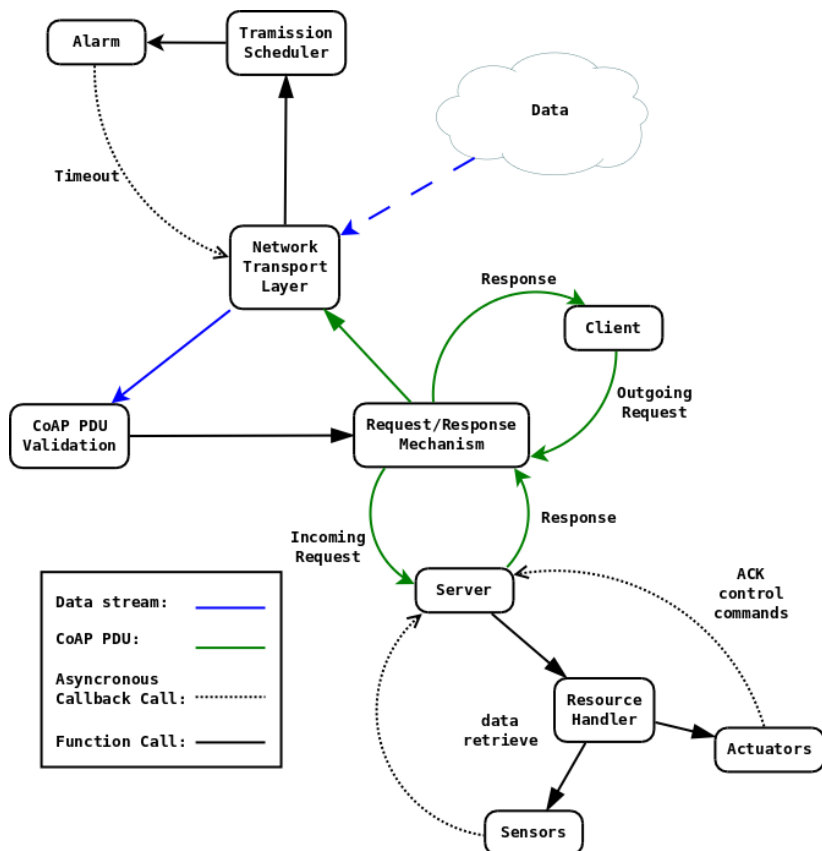 Alarm
Tramission
Scheduler
Data
Timeout
Network
Transport
Layer
Response
Client
Outgoing
Request
CoAP PDU
Validation
Request/Response
Mechanism
Incoming
Request
Response
Server
ACK
control
commands
Data stream:
CoAP PDU:
Asyncronous
Callback Call:
Function Call:
Resource
Handler
data
retrieve
Actuators
Sensors